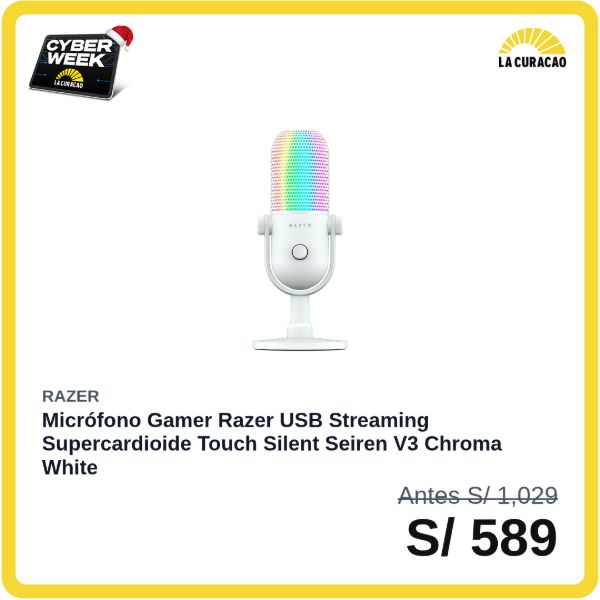 CYBER
WEEK
LA CURACAO
LA CURACAO
RAZER
RAZER
Micrófono Gamer Razer USB Streaming
Supercardioide Touch Silent Seiren V3 Chroma
White
Antes S/ 1,029
S/ 589